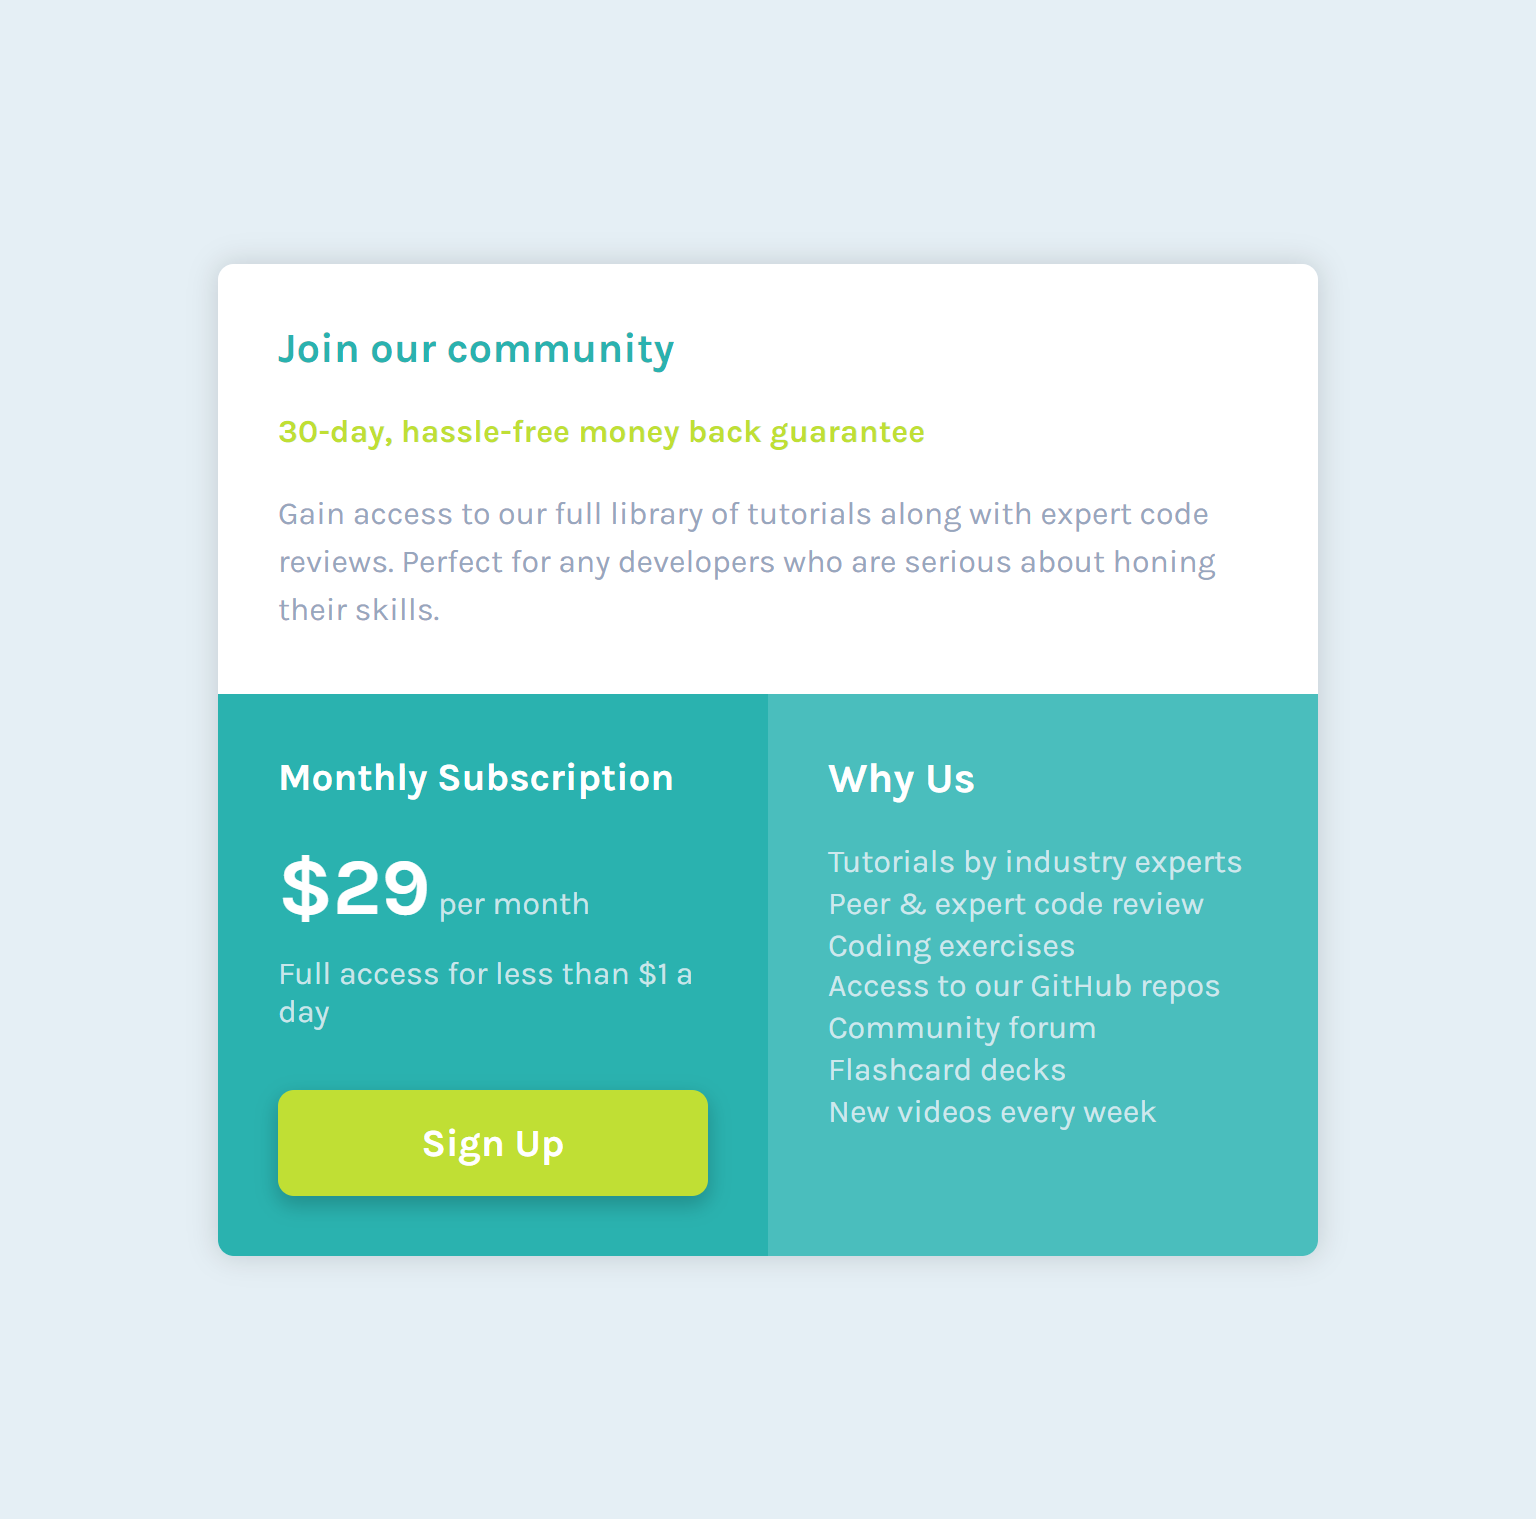 Join our community
30-day, hassle-free money back guarantee
Gain access to our full library of tutorials along with expert code
reviews. Perfect for any developers who are serious about honing
their skills.
Monthly Subscription
$29 per month
Full access for less than $1 a
day
Sign Up
Why Us
Tutorials by industry experts
Peer & expert code review
Coding exercises
Access to our GitHub repos
Community forum
Flashcard decks
New videos every week